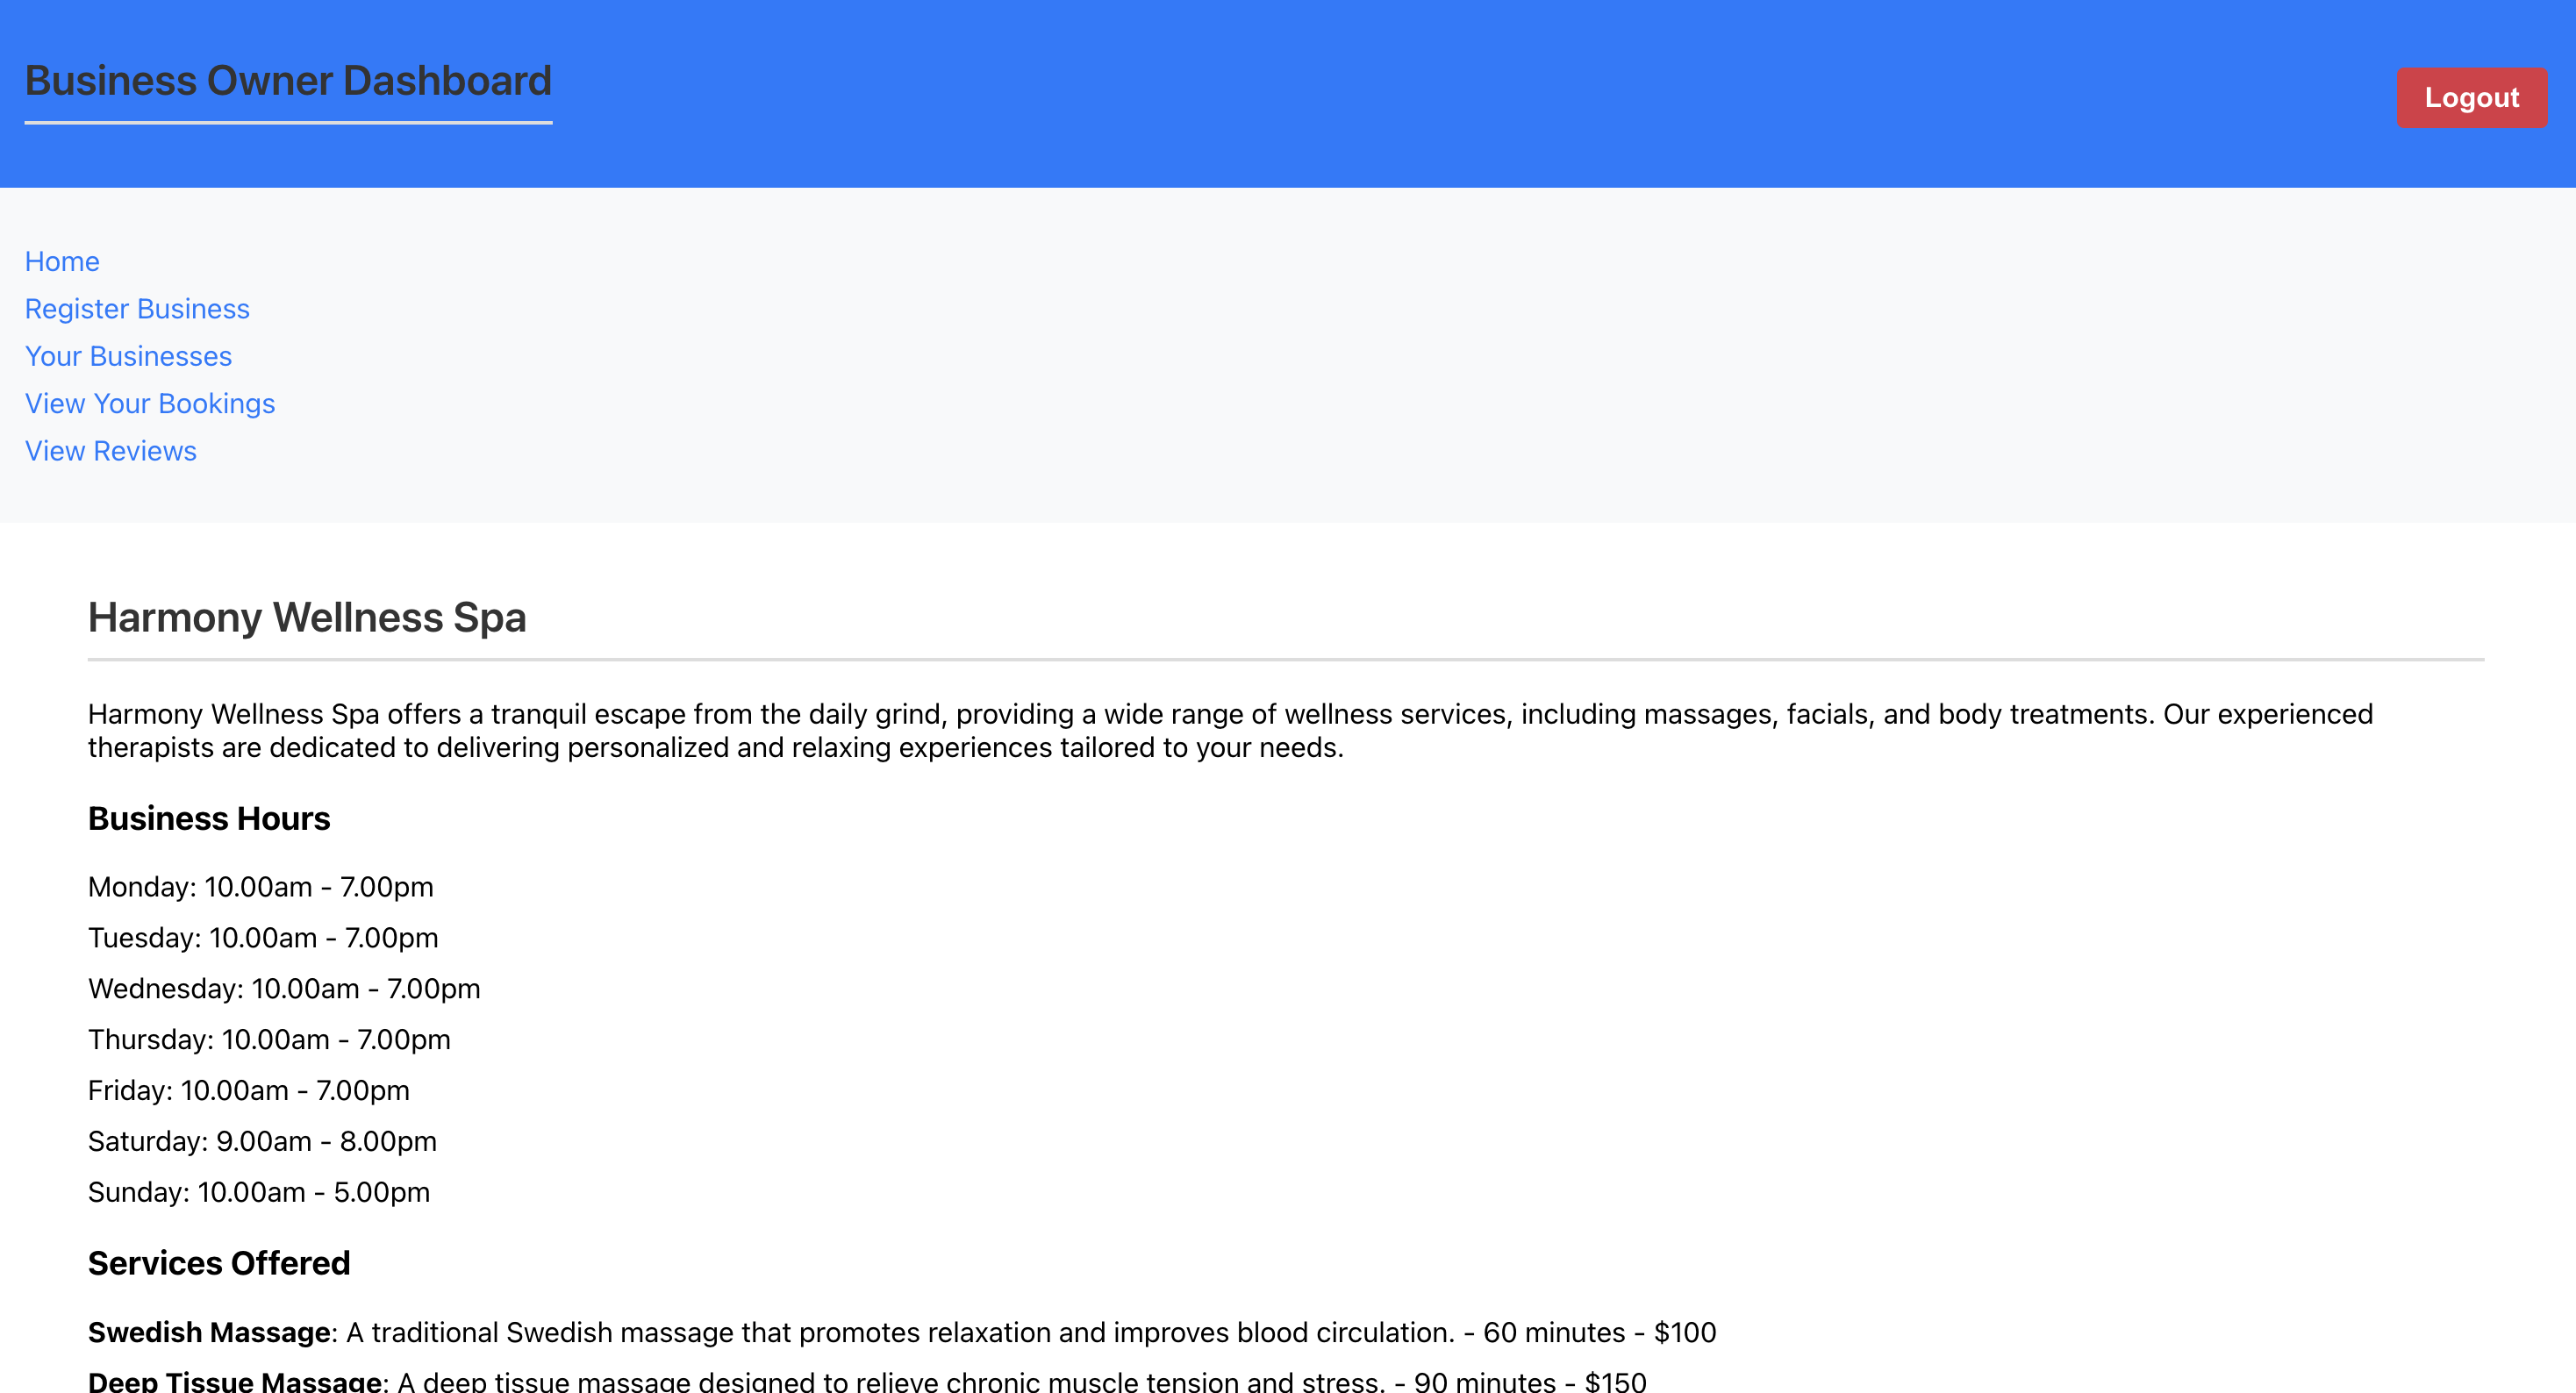 Business Owner Dashboard
Logout
Home
Register Business
Your Businesses
View Your Bookings
View Reviews
Harmony Wellness Spa
Harmony Wellness Spa offers a tranquil escape from the daily grind, providing a wide range of wellness services, including massages, facials, and body treatments. Our experienced
therapists are dedicated to delivering personalized and relaxing experiences tailored to your needs.
Business Hours
Monday: 10.00am - 7.00pm
Tuesday: 10.00am - 7.00pm
Wednesday: 10.00am - 7.00pm
Thursday: 10.00am - 7.00pm
Friday: 10.00am - 7.00pm
Saturday: 9.00am - 8.00pm
Sunday: 10.00am - 5.00pm
Services Offered
Swedish Massage: A traditional Swedish massage that promotes relaxation and improves blood circulation. - 60 minutes - $100
Deep Tissue Massage: A deep tissue massage designed to relieve chronic muscle tension and stress. - 90 minutes - $150